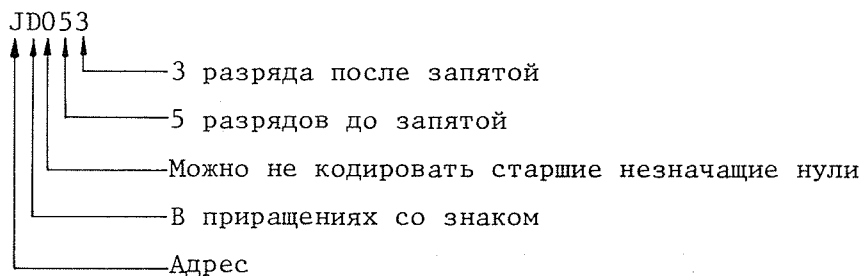 JD053
3 разряда после запятой
5 разрядов до запятой
Можно не кодировать старшие незначащие нули
В приращениях со знаком
Адрес